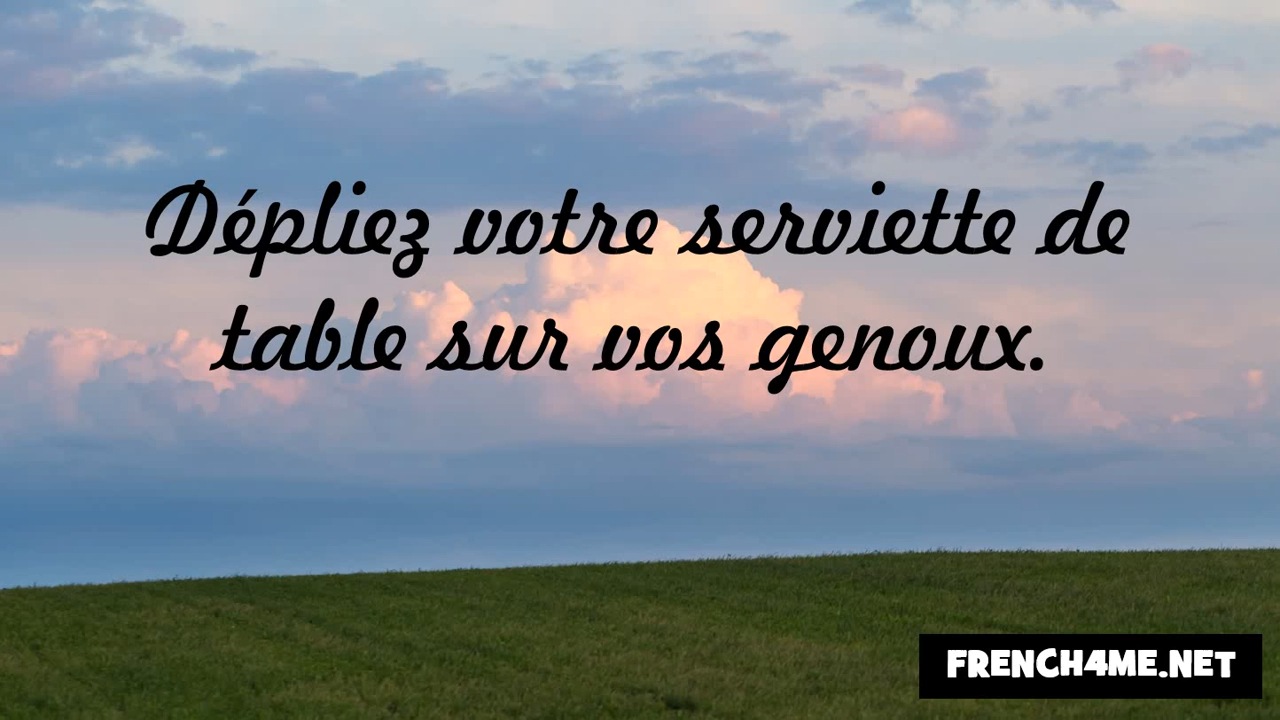 Dépliez votre serviette de
table sur vos genoux.
FRENCH4ME.NET